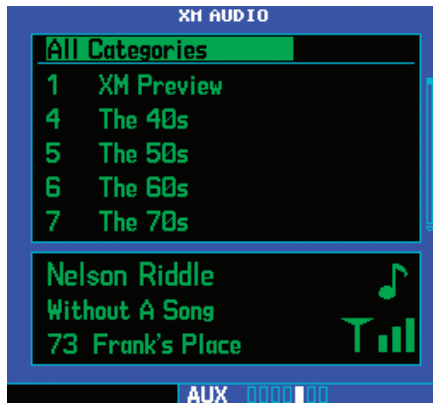 XM AUDIO
All Categories
1 XM Preview
4 The 40s
5 The 50s
6 The 60s
7 The 70s
Nelson Riddle
Without A Song
73 Frank's Place
AUX